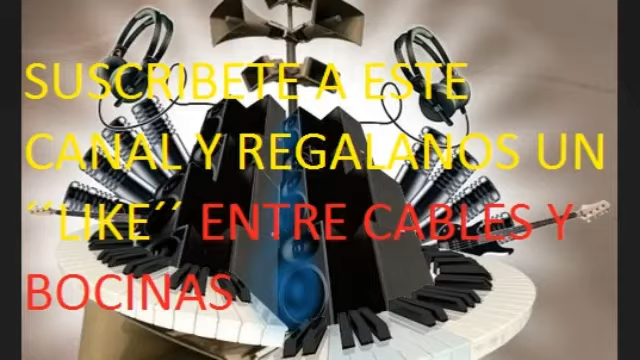 SUSCRIBETE A ESTE
CANAL Y REGALANOS UN
´´LIKE´´ ENTRE CABLES Y
BOCINAS